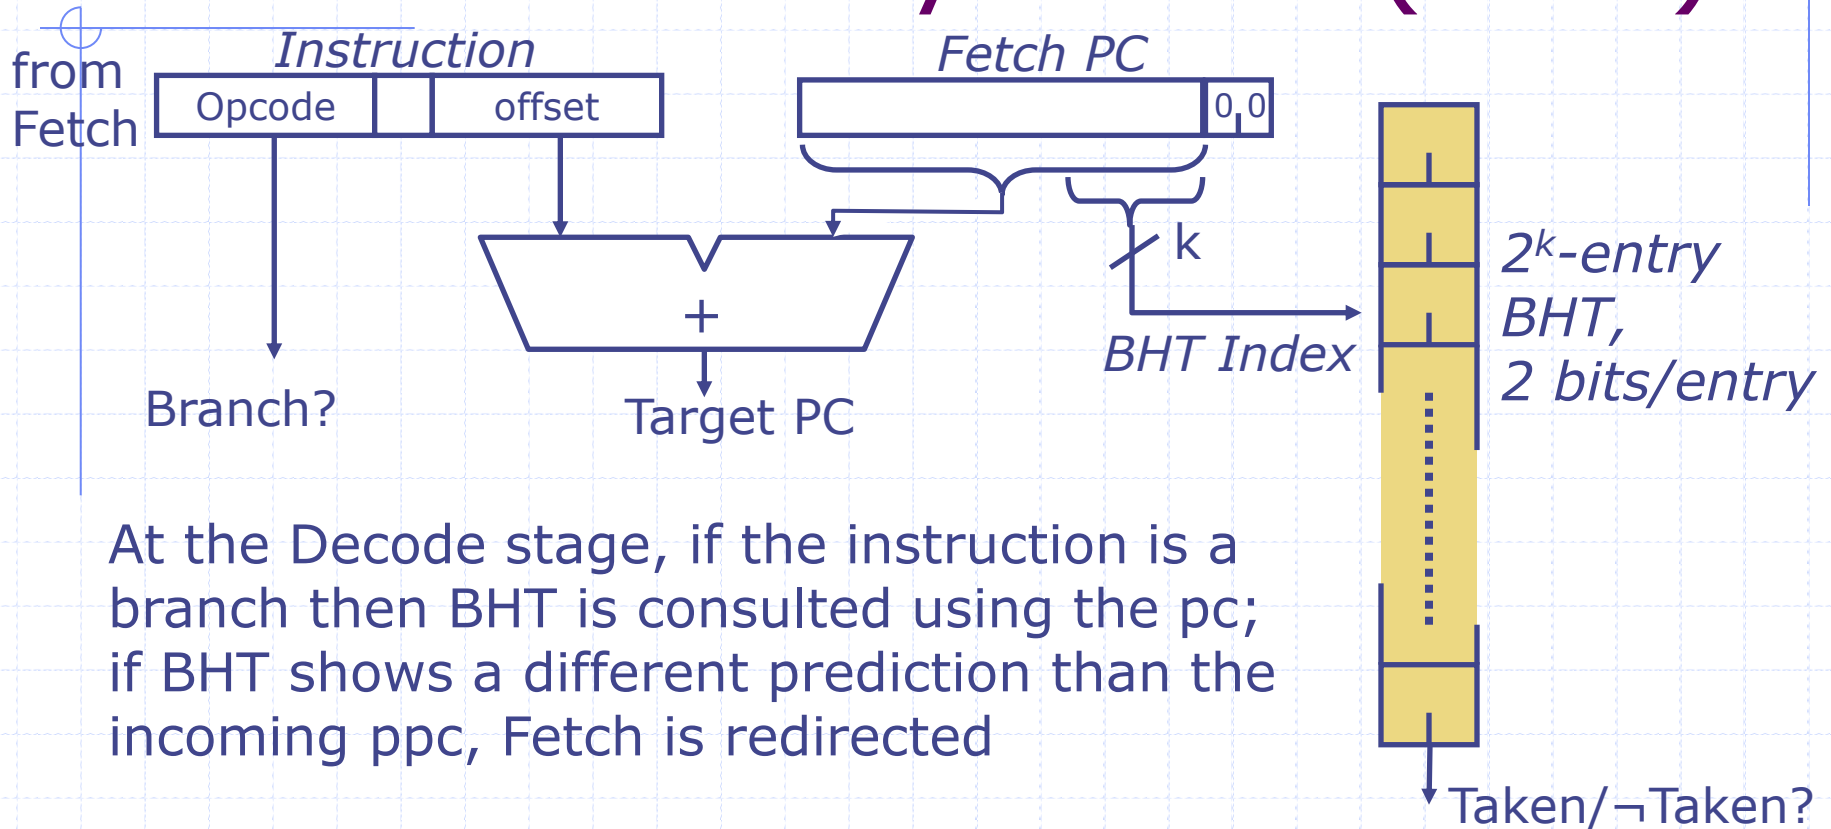 from
Fetch
Instruction
Opcode
offset
Fetch PC
0 0
k
+
BHT Index
Branch?
Target PC
2ᵏ-entry
BHT,
2 bits/entry
At the Decode stage, if the instruction is a
branch then BHT is consulted using the pc;
if BHT shows a different prediction than the
incoming ppc, Fetch is redirected
Taken/¬Taken?